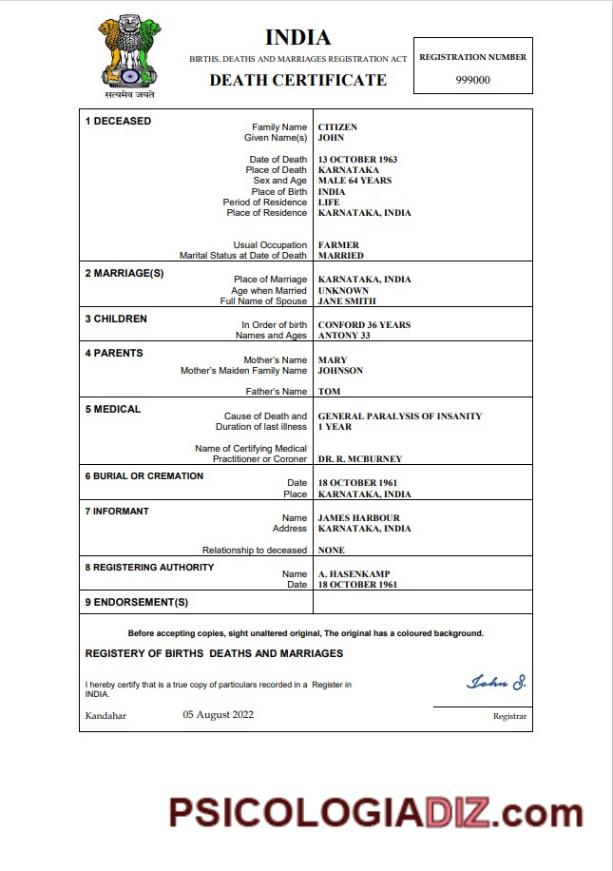 INDIA
BIRTHS, DEATHS AND MARRIAGES REGISTRATION ACT
DEATH CERTIFICATE
सत्यमेव जयते
REGISTRATION NUMBER
999000
1 DECEASED
Family Name CITIZEN
Given Name(s) JOHN
Date of Death 13 OCTOBER 1963
Place of Death KARNATAKA
Sex and Age MALE 64 YEARS
Place of Birth INDIA
Period of Residence LIFE
Place of Residence KARNATAKA, INDIA
Usual Occupation FARMER
Marital Status at Date of Death MARRIED
2 MARRIAGE(S)
Place of Marriage KARNATAKA, INDIA
Age when Married UNKNOWN
Full Name of Spouse JANE SMITH
3 CHILDREN
In Order of birth CONFORD 36 YEARS
Names and Ages ANTONY 33
4 PARENTS
Mother's Name MARY
Mother's Maiden Family Name JOHNSON
Father's Name TOM
5 MEDICAL
Cause of Death and GENERAL PARALYSIS OF INSANITY
Duration of last illness 1 YEAR
Name of Certifying Medical
Practitioner or Coroner DR. R. MCBURNEY
6 BURIAL OR CREMATION
Date 18 OCTOBER 1961
Place KARNATAKA, INDIA
7 INFORMANT
Name JAMES HARBOUR
Address KARNATAKA, INDIA
Relationship to deceased NONE
8 REGISTERING AUTHORITY
Name A. HASENKAMP
Date 18 OCTOBER 1961
9 ENDORSEMENT(S)
Before accepting copies, sight unaltered original, The original has a coloured background.
REGISTERY OF BIRTHS DEATHS AND MARRIAGES
I hereby certify that is a true copy of particulars recorded in a Register in
INDIA.
John S.
Kandahar 05 August 2022
Registrar
PSICOLOGIADIZ.com